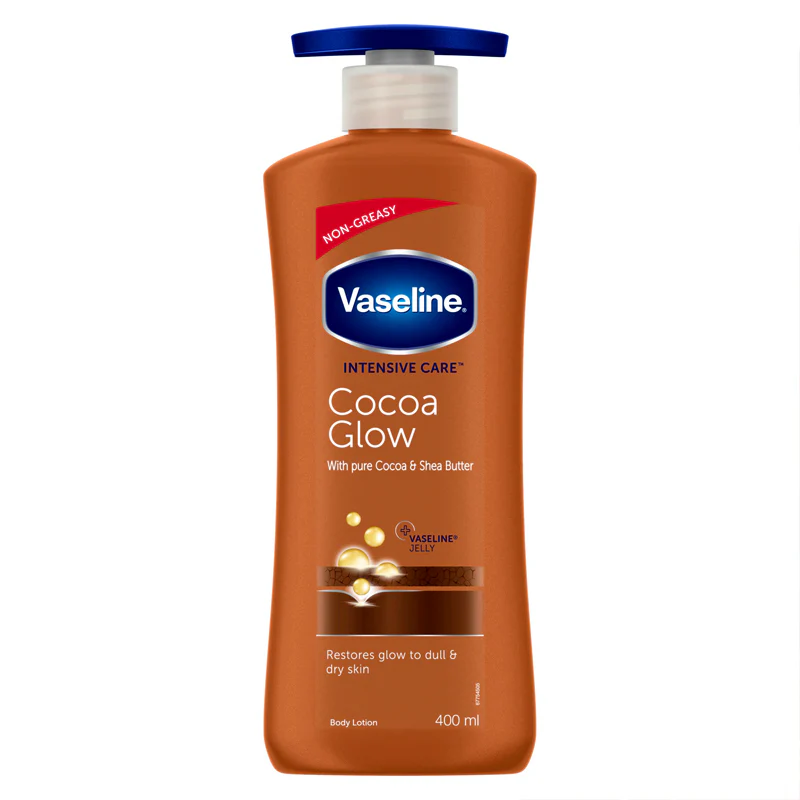 NON-GREASY
Vaseline®
INTENSIVE CARE™
Cocoa
Glow
With pure Cocoa & Shea Butter
VASELINE®
JELLY
Restores glow to dull &
dry skin
Body Lotion
400 ml